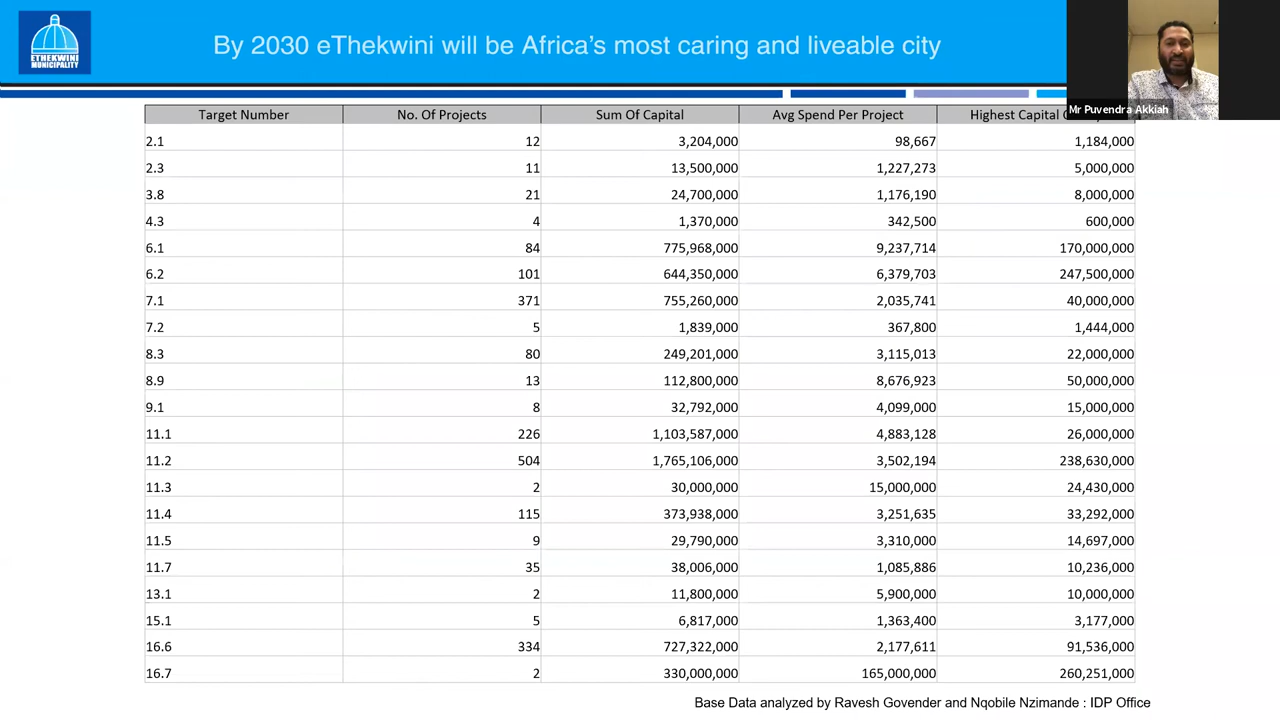 ETHEKWINI
MUNICIPALITY
By 2030 eThekwini will be Africa's most caring and liveable city
Mr Puvendra Akkiah
Target Number No. Of Projects Sum Of Capital Avg Spend Per Project Highest Capital
2.1 12 3,204,000 98,667 1,184,000
2.3 11 13,500,000 1,227,273 5,000,000
3.8 21 24,700,000 1,176,190 8,000,000
4.3 4 1,370,000 342,500 600,000
6.1 84 775,968,000 9,237,714 170,000,000
6.2 101 644,350,000 6,379,703 247,500,000
7.1 371 755,260,000 2,035,741 40,000,000
7.2 5 1,839,000 367,800 1,444,000
8.3 80 249,201,000 3,115,013 22,000,000
8.9 13 112,800,000 8,676,923 50,000,000
9.1 8 32,792,000 4,099,000 15,000,000
11.1 226 1,103,587,000 4,883,128 26,000,000
11.2 504 1,765,106,000 3,502,194 238,630,000
11.3 2 30,000,000 15,000,000 24,430,000
11.4 115 373,938,000 3,251,635 33,292,000
11.5 9 29,790,000 3,310,000 14,697,000
11.7 35 38,006,000 1,085,886 10,236,000
13.1 2 11,800,000 5,900,000 10,000,000
15.1 5 6,817,000 1,363,400 3,177,000
16.6 334 727,322,000 2,177,611 91,536,000
16.7 2 330,000,000 165,000,000 260,251,000
Base Data analyzed by Ravesh Govender and Nqobile Nzimande : IDP Office